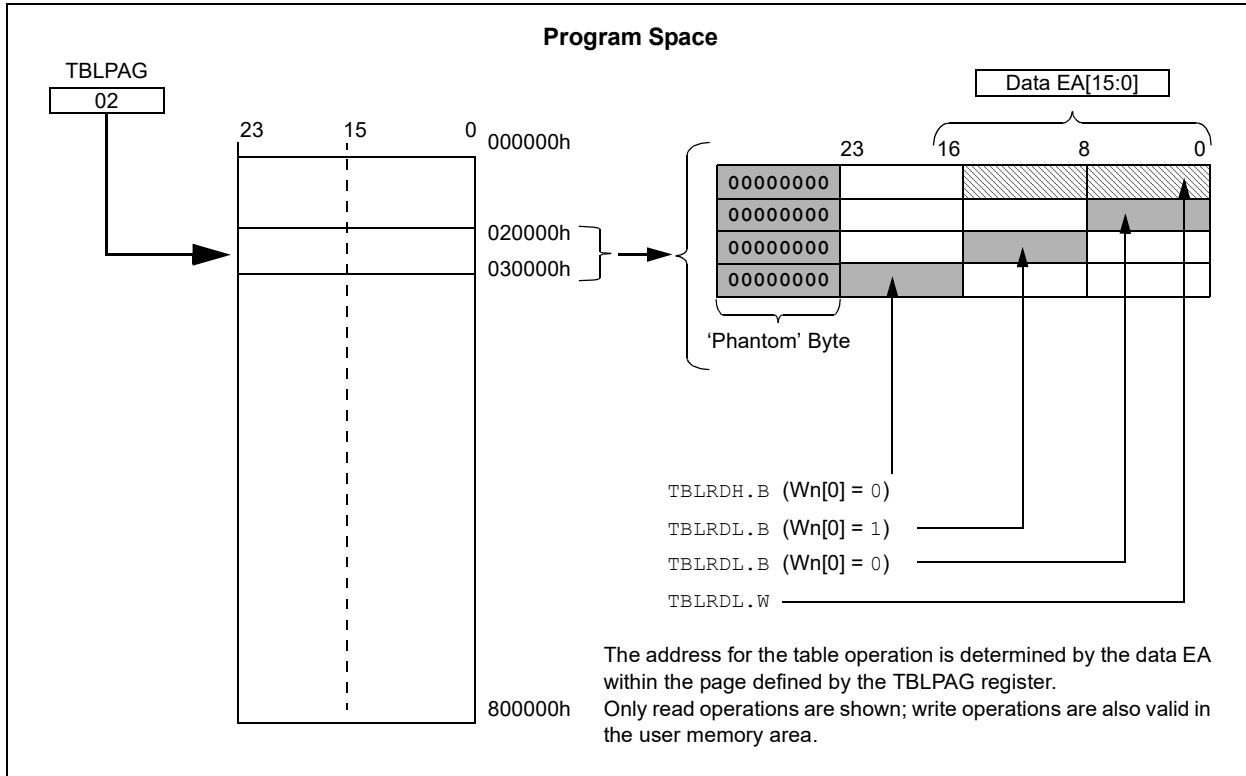 Program Space
TBLPAG
02
Data EA[15:0]
23 15 0
000000h
020000h
030000h
800000h
23 16 8 0
00000000
00000000
00000000
00000000
‘Phantom’ Byte
TBLRDH.B (Wn[0] = 0)
TBLRDL.B (Wn[0] = 1)
TBLRDL.B (Wn[0] = 0)
TBLRDL.W
The address for the table operation is determined by the data EA
within the page defined by the TBLPAG register.
Only read operations are shown; write operations are also valid in
the user memory area.